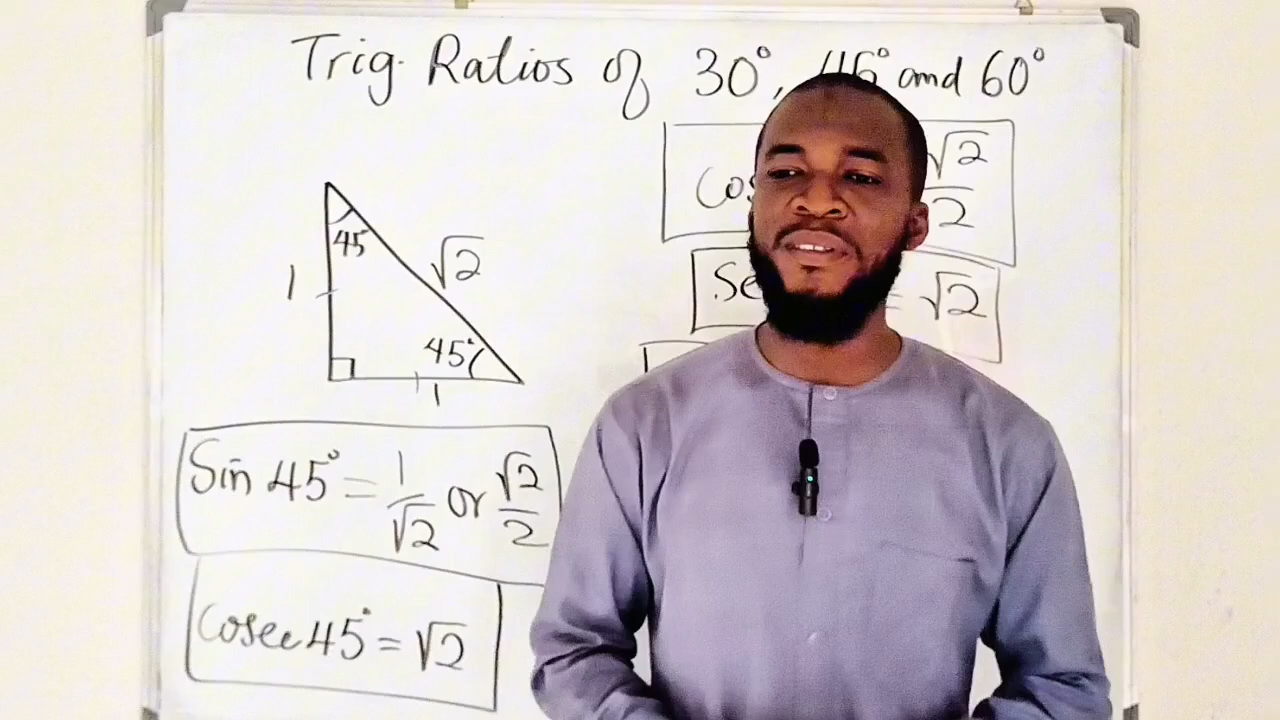 Trig. Ratios of 30°, 45° and 60°
45
1
√2
45°
1
√2/2
= √2
Sin 45° = 1/√2 or √2/2
Cosec 45° = √2